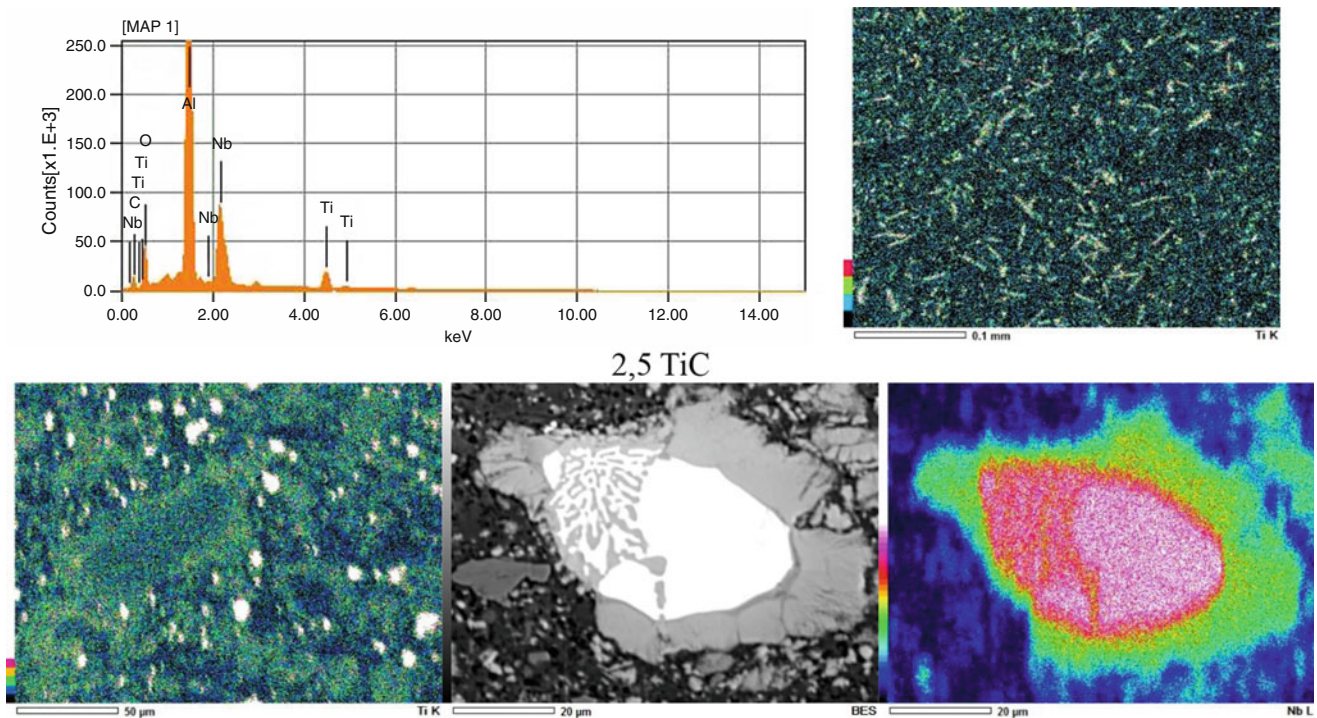 [MAP 1]
250.0
200.0
150.0
100.0
50.0
0.0
Counts[x1.E+3]
Al
O
Ti
Ti
C
Nb
Nb
Nb
Ti
Ti
0.00 2.00 4.00 6.00 8.00 10.00 12.00 14.00
keV
0.1 mm Ti K
2,5 TiC
50 µm Ti K
20 µm BES
20 µm Nb L